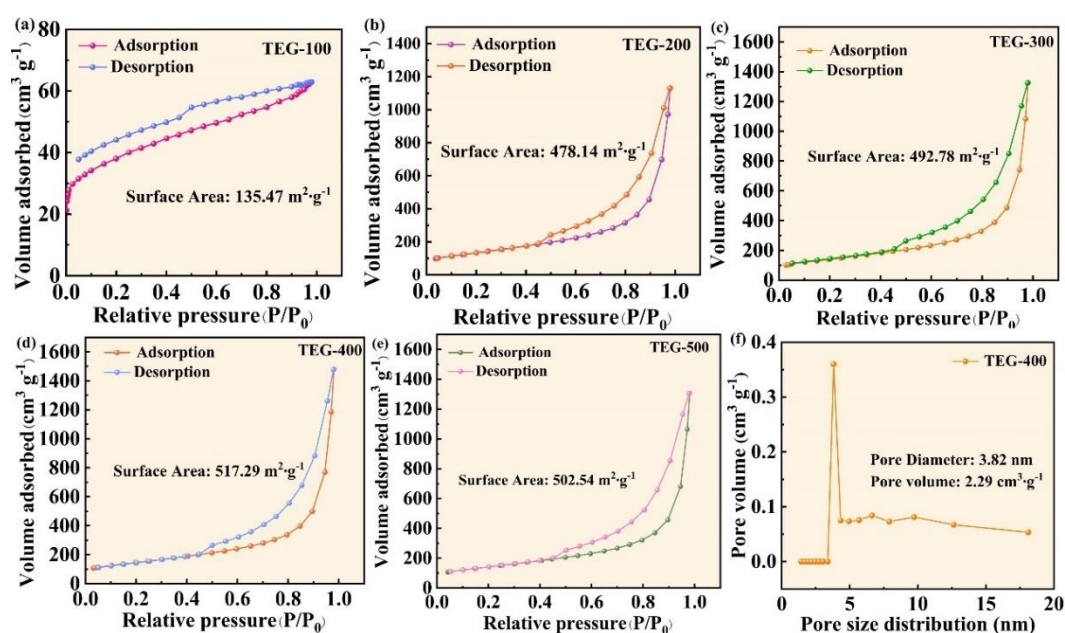 (a)
Adsorption
Desorption
TEG-100
Surface Area: 135.47 m²·g⁻¹
Volume adsorbed (cm³ g⁻¹)
80
60
40
20
0
0.0 0.2 0.4 0.6 0.8 1.0
Relative pressure (P/P₀)
(b)
Adsorption
Desorption
TEG-200
Surface Area: 478.14 m²·g⁻¹
Volume adsorbed (cm³ g⁻¹)
1400
1200
1000
800
600
400
200
0
0.0 0.2 0.4 0.6 0.8 1.0
Relative pressure (P/P₀)
(c)
TEG-300
Adsorption
Desorption
Surface Area: 492.78 m²·g⁻¹
Volume adsorbed (cm³ g⁻¹)
1600
1400
1200
1000
800
600
400
200
0
0.0 0.2 0.4 0.6 0.8 1.0
Relative pressure (P/P₀)
(d)
TEG-400
Adsorption
Desorption
Surface Area: 517.29 m²·g⁻¹
Volume adsorbed (cm³ g⁻¹)
1600
1400
1200
1000
800
600
400
200
0
0.0 0.2 0.4 0.6 0.8 1.0
Relative pressure (P/P₀)
(e)
TEG-500
Adsorption
Desorption
Surface Area: 502.54 m²·g⁻¹
Volume adsorbed (cm³ g⁻¹)
1600
1400
1200
1000
800
600
400
200
0
0.0 0.2 0.4 0.6 0.8 1.0
Relative pressure (P/P₀)
(f)
TEG-400
Pore Diameter: 3.82 nm
Pore volume: 2.29 cm³·g⁻¹
Pore volume (cm³ g⁻¹)
0.4
0.3
0.2
0.1
0.0
0 5 10 15 20
Pore size distribution (nm)